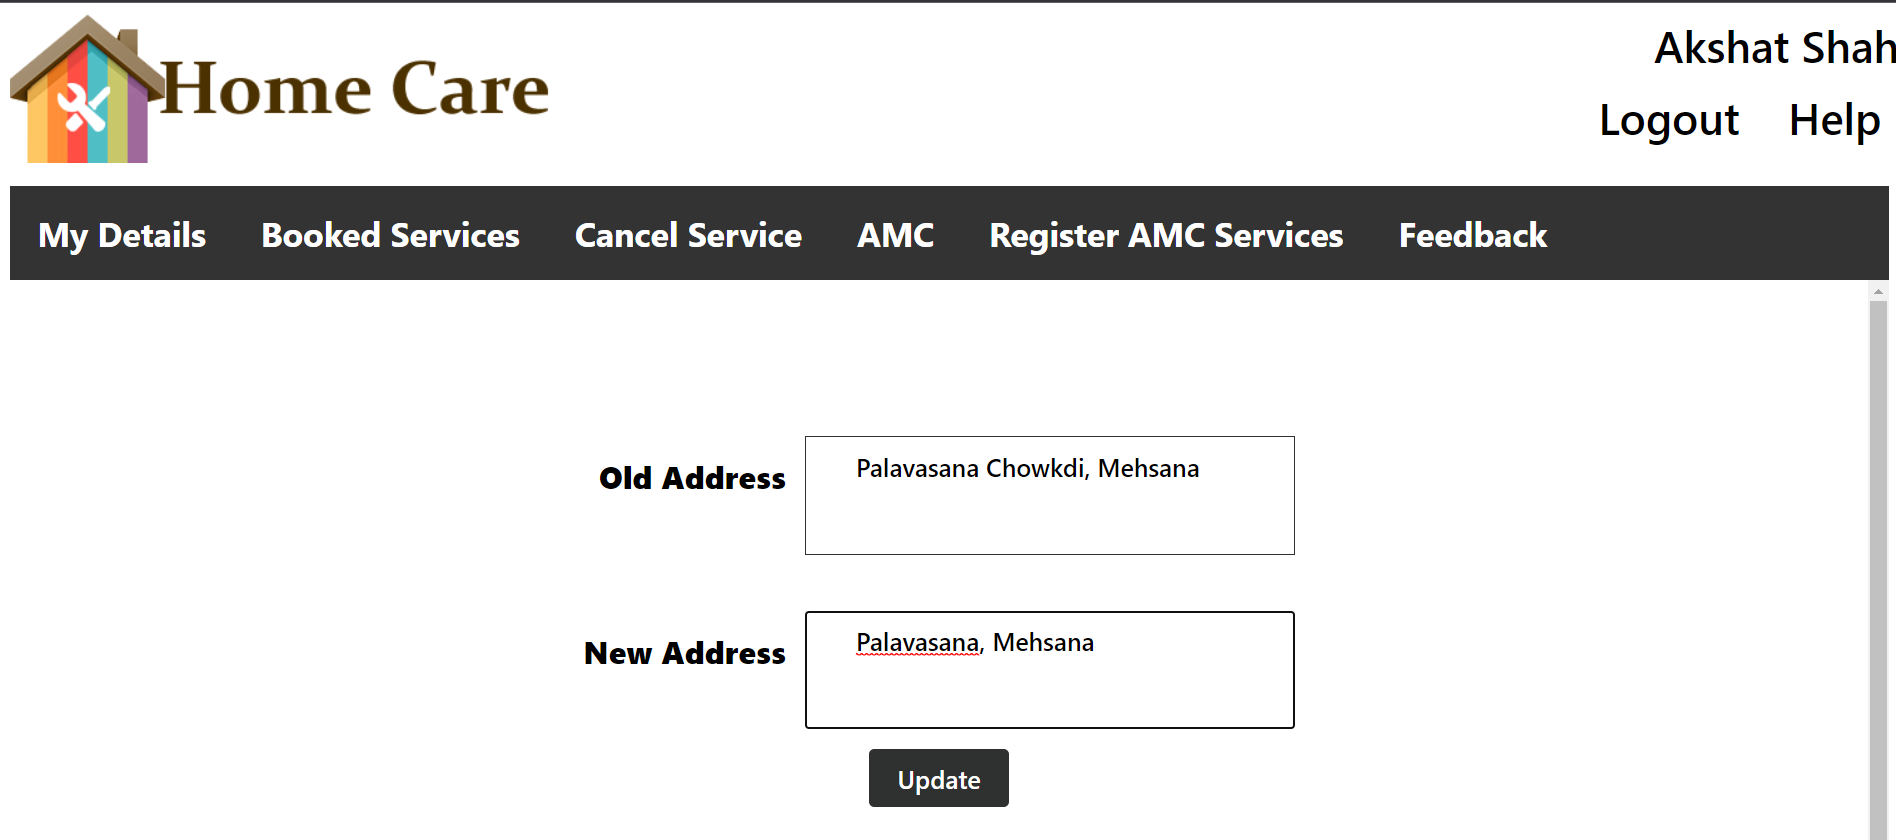 Home Care
Akshat Shah
Logout Help
My Details Booked Services Cancel Service AMC Register AMC Services Feedback
Old Address Palavasana Chowkdi, Mehsana
New Address Palavasana, Mehsana
Update